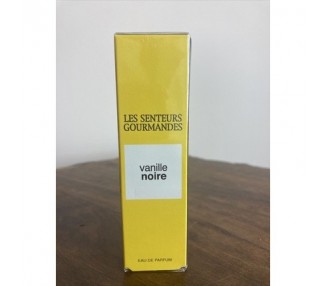 LES SENTEURS
GOURMANDES
vanille
noire
EAU DE PARFUM